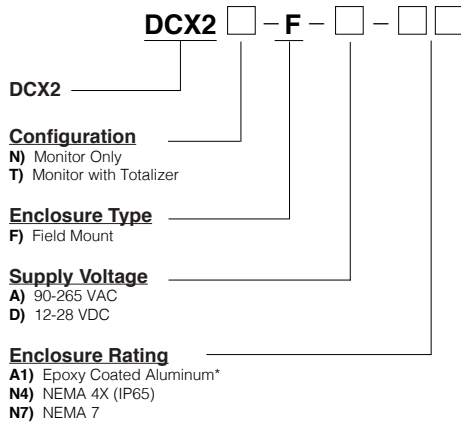 DCX2 – F – –
DCX2
Configuration
N) Monitor Only
T) Monitor with Totalizer
Enclosure Type
F) Field Mount
Supply Voltage
A) 90-265 VAC
D) 12-28 VDC
Enclosure Rating
A1) Epoxy Coated Aluminum*
N4) NEMA 4X (IP65)
N7) NEMA 7